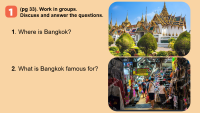 1
(pg 33). Work in groups.
Discuss and answer the questions.
1. Where is Bangkok?
2. What is Bangkok famous for?